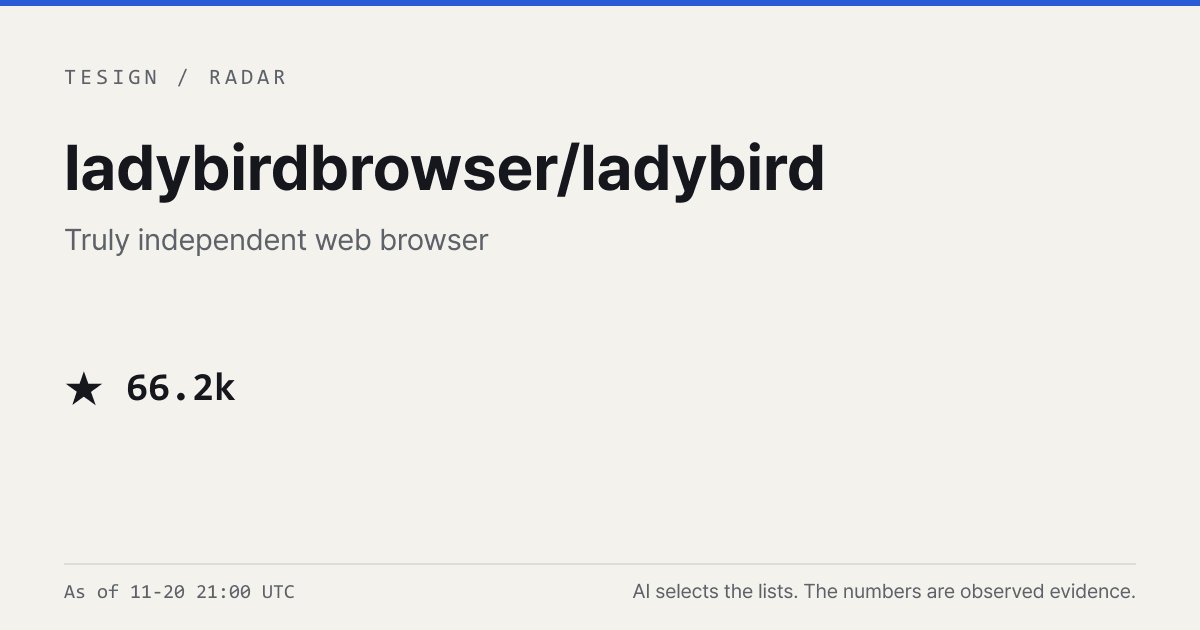 TESIGN / RADAR
ladybirdbrowser/ladybird
Truly independent web browser
★ 66.2k
As of 11-20 21:00 UTC
AI selects the lists. The numbers are observed evidence.